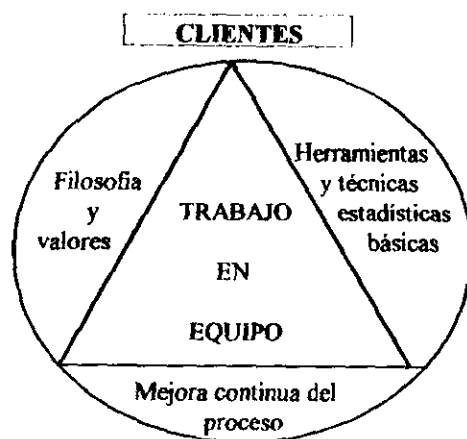 CLIENTES
Filosofia
y
valores
TRABAJO
EN
EQUIPO
Herramientas
y técnicas
estadísticas
básicas
Mejora continua del
proceso